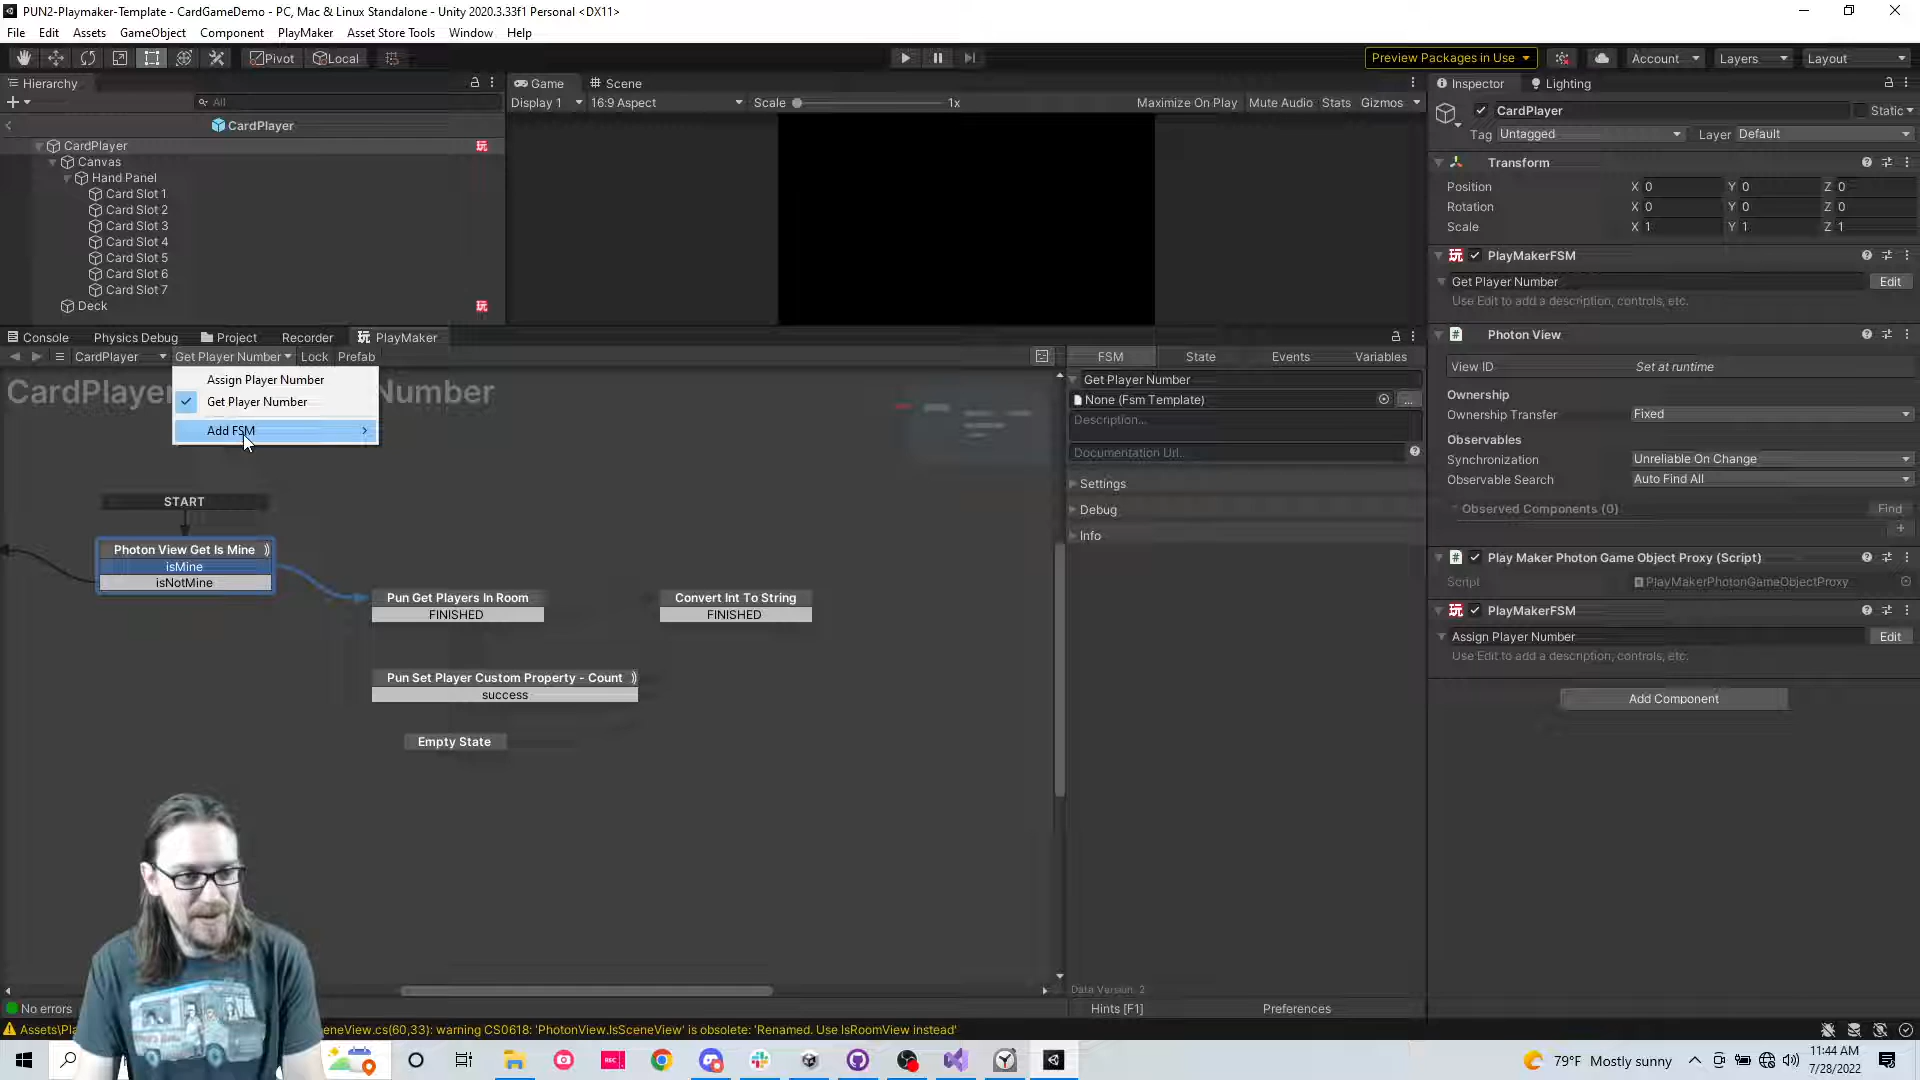 PUN2-Playmaker-Template - CardGameDemo - PC, Mac & Linux Standalone - Unity 2020.3.33f1 Personal <DX11>
File Edit Assets GameObject Component PlayMaker Asset Store Tools Window Help
Pivot Local Preview Packages in Use Account Layers Layout
Hierarchy Game Scene Inspector Lighting
All Display 1 16:9 Aspect Scale 1x Maximize On Play Mute Audio Stats Gizmos
CardPlayer
CardPlayer
Canvas
Hand Panel
Card Slot 1
Card Slot 2
Card Slot 3
Card Slot 4
Card Slot 5
Card Slot 6
Card Slot 7
Deck
CardPlayer Static
Tag Untagged Layer Default
Transform
Position X 0 Y 0 Z 0
Rotation X 0 Y 0 Z 0
Scale X 1 Y 1 Z 1
PlayMakerFSM
Get Player Number Edit
Use Edit to add a description, controls, etc.
Photon View
View ID Set at runtime
Ownership
Ownership Transfer Fixed
Observables
Synchronization Unreliable On Change
Observable Search Auto Find All
Observed Components (0) Find
Play Maker Photon Game Object Proxy (Script)
Script PlayMakerPhotonGameObjectProxy
PlayMakerFSM
Assign Player Number Edit
Use Edit to add a description, controls, etc.
Add Component
Console Physics Debug Project Recorder PlayMaker
CardPlayer Get Player Number Lock Prefab
FSM State Events Variables
CardPlayer Number
Assign Player Number
Get Player Number
Add FSM
Get Player Number
None (Fsm Template) ...
Description...
Documentation Url...
Settings
Debug
Info
START
Photon View Get Is Mine
isMine
isNotMine
Pun Get Players In Room
FINISHED
Convert Int To String
FINISHED
Pun Set Player Custom Property - Count
success
Empty State
Data Version: 2
No errors
Hints [F1] Preferences
Assets\Pla
eneView.cs(60,33): warning CS0618: 'PhotonView.IsSceneView' is obsolete: 'Renamed. Use IsRoomView instead'
REC
79°F Mostly sunny
11:44 AM
7/28/2022